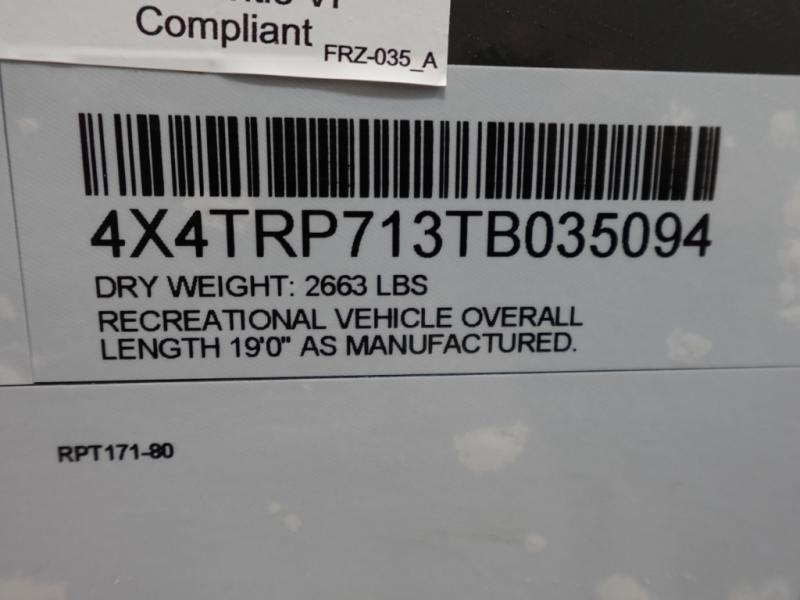 Compliant
FRZ-035_A
4X4TRP713TB035094
DRY WEIGHT: 2663 LBS
RECREATIONAL VEHICLE OVERALL
LENGTH 19'0" AS MANUFACTURED.
RPT171-80